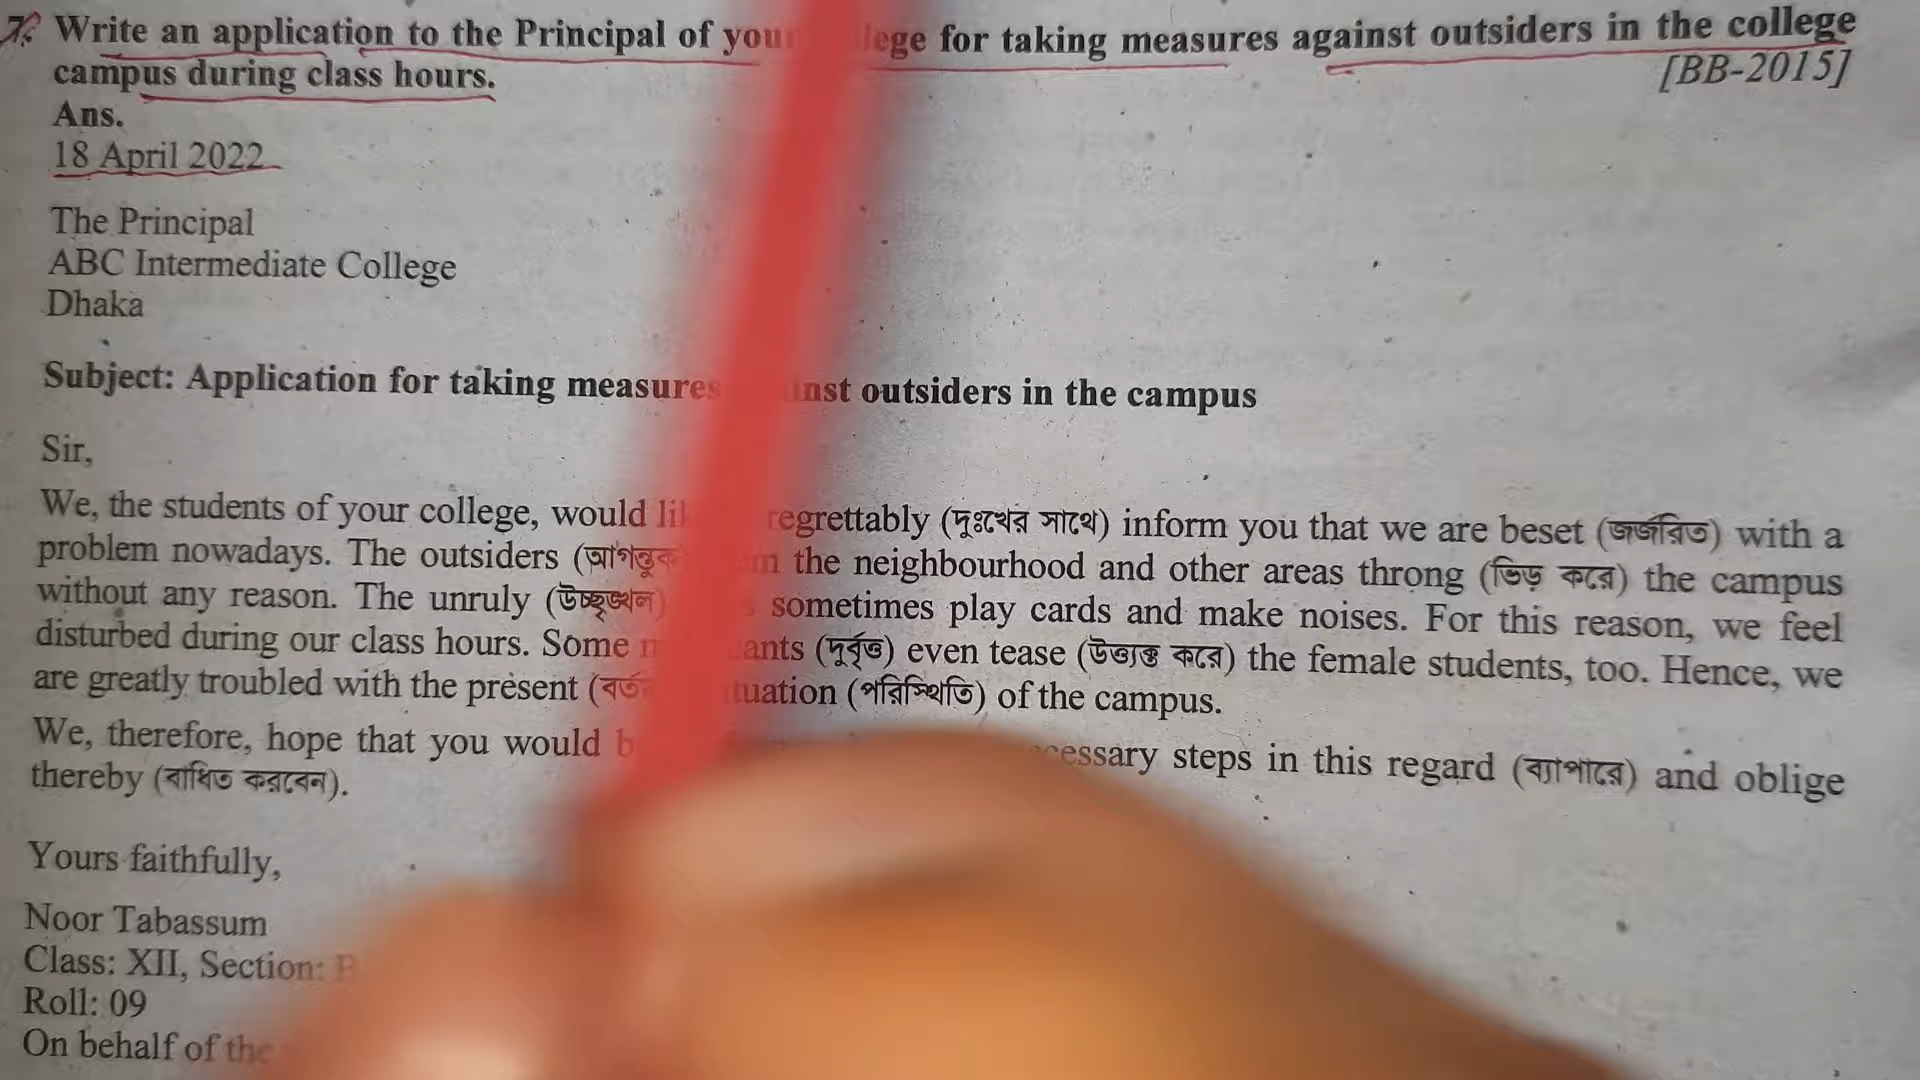 7. Write an application to the Principal of your lege for taking measures against outsiders in the college
campus during class hours.
[BB-2015]
Ans.
18 April 2022
The Principal
ABC Intermediate College
Dhaka
Subject: Application for taking measures outsiders in the campus
Sir,
We, the students of your college, would regrettably (দুঃখের সাথে) inform you that we are beset (জর্জরিত) with a
problem nowadays. The outsiders (আগন্তুক the neighbourhood and other areas throng (ভিড় করে) the campus
without any reason. The unruly (উচ্ছৃঙ্খল) sometimes play cards and make noises. For this reason, we feel
disturbed during our class hours. Some (দুর্বৃত্ত) even tease (উত্যক্ত করে) the female students, too. Hence, we
are greatly troubled with the present (পরিস্থিতি) of the campus.
We, therefore, hope that you would steps in this regard (ব্যাপারে) and oblige
thereby (বাধিত করবেন).
Yours faithfully,
Noor Tabassum
Class: XII, Section:
Roll: 09
On behalf of the